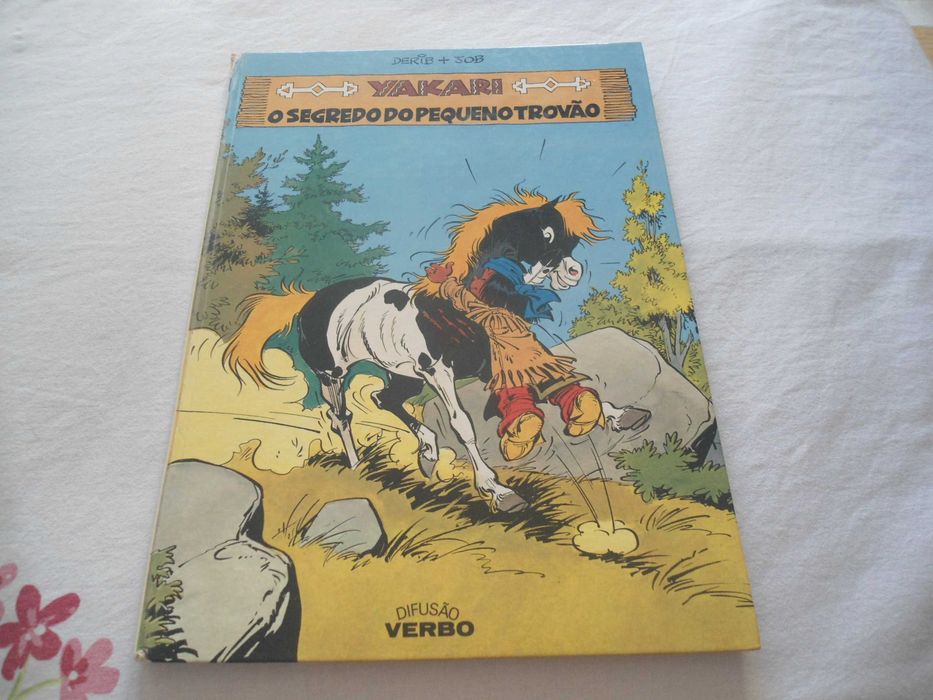 DERIB + JOB
YAKARI
O SEGREDO DO PEQUENO TROVÃO
DIFUSÃO
VERBO